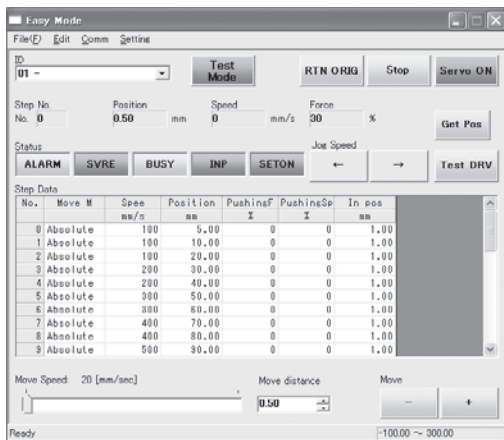 Easy Mode
File(F) Edit Comm Setting
ID
01 -
Test Mode
RTN ORIG
Stop
Servo ON
Step No. Position Speed Force
No. 0 0.50 mm 0 mm/s 30 %
Get Pos
Status
Jog Speed
ALARM SVRE BUSY INP SETON ← → Test DRV
Step Data
No. Move M Spee Position PushingF PushingSp In pos
mm/s mm % % mm
0 Absolute 100 5.00 0 0 1.00
1 Absolute 100 10.00 0 0 1.00
2 Absolute 100 20.00 0 0 1.00
3 Absolute 200 30.00 0 0 1.00
4 Absolute 200 40.00 0 0 1.00
5 Absolute 300 50.00 0 0 1.00
6 Absolute 300 60.00 0 0 1.00
7 Absolute 400 70.00 0 0 1.00
8 Absolute 400 80.00 0 0 1.00
9 Absolute 500 90.00 0 0 1.00
Move Speed 20 [mm/sec] Move distance Move
0.50 - +
Ready -100.00 ~ 300.00